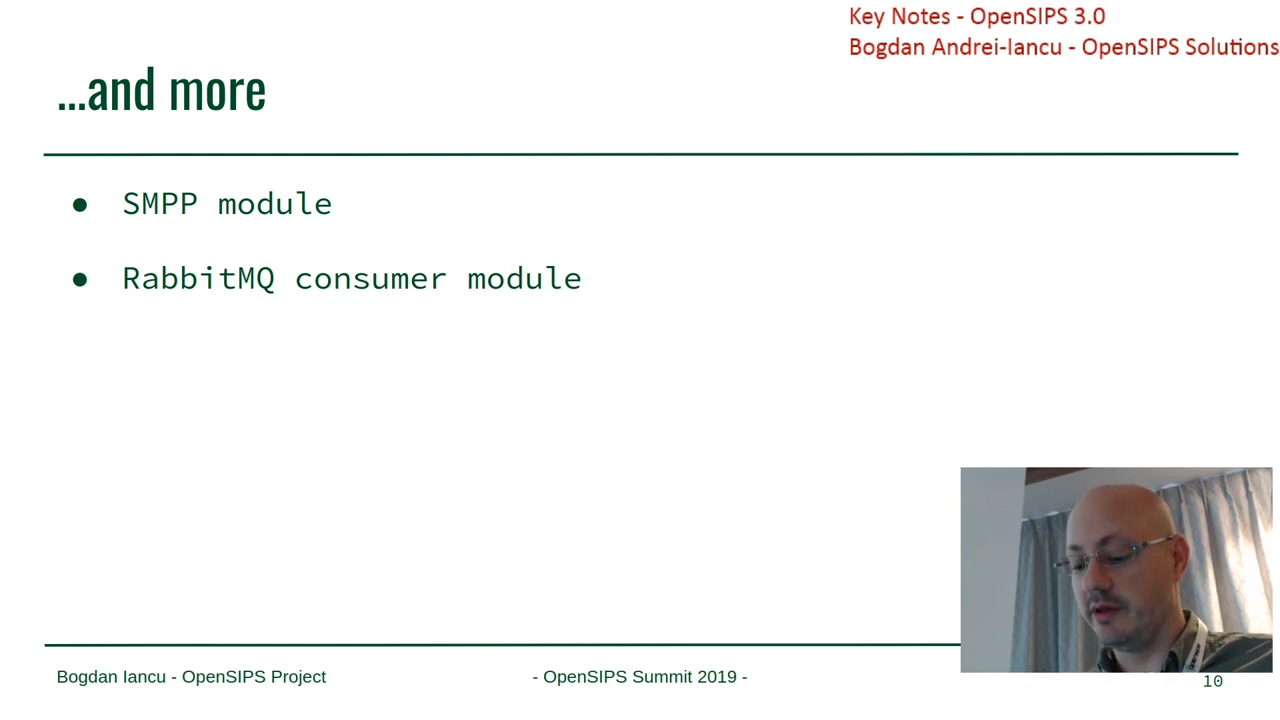 Key Notes - OpenSIPS 3.0
Bogdan Andrei-Iancu - OpenSIPS Solutions
...and more
● SMPP module
● RabbitMQ consumer module
Bogdan Iancu - OpenSIPS Project
- OpenSIPS Summit 2019 -
10